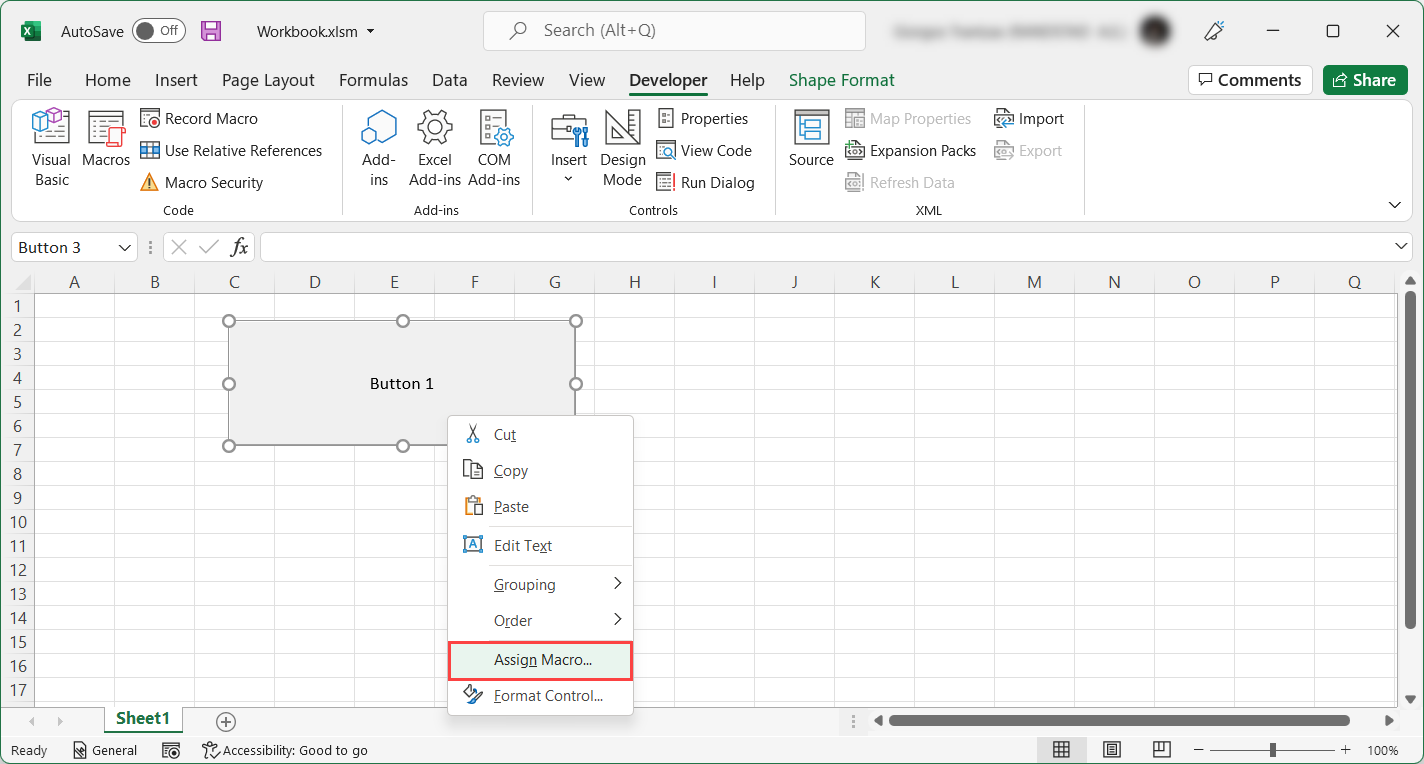 AutoSave Off Workbook.xlsm Search (Alt+Q)
File Home Insert Page Layout Formulas Data Review View Developer Help Shape Format Comments Share
Visual Basic
Macros
Record Macro
Use Relative References
Macro Security
Code
Add-ins
Excel Add-ins
COM Add-ins
Add-ins
Insert
Design Mode
Properties
View Code
Run Dialog
Controls
Source
Map Properties
Expansion Packs
Refresh Data
Import
Export
XML
Button 3 fx
A B C D E F G H I J K L M N O P Q
1
2
3
4
5
6
7
8
9
10
11
12
13
14
15
16
17
Button 1
Cut
Copy
Paste
Edit Text
Grouping
Order
Assign Macro...
Format Control...
Sheet1
Ready General Accessibility: Good to go 100%